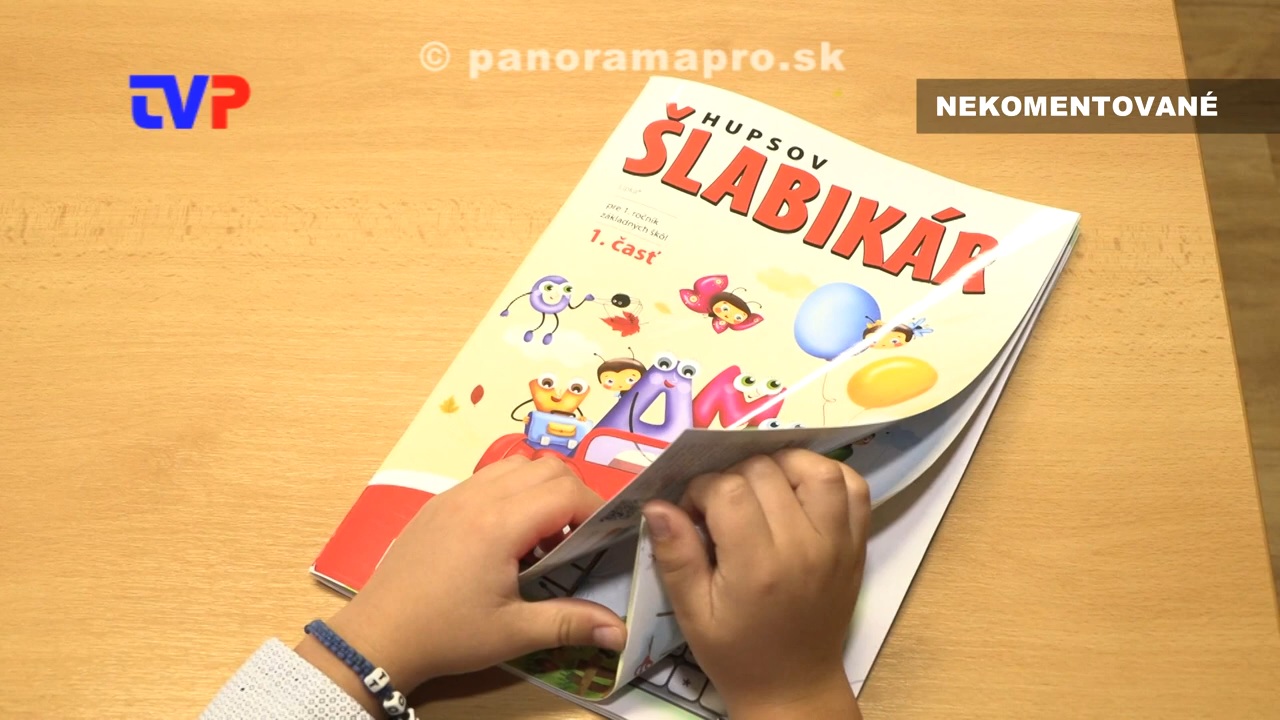 © panoramapro.sk
TVP
NEKOMENTOVANÉ
HUPSOV
ŠLABIKÁR
pre 1. ročník
základných škôl
1. časť